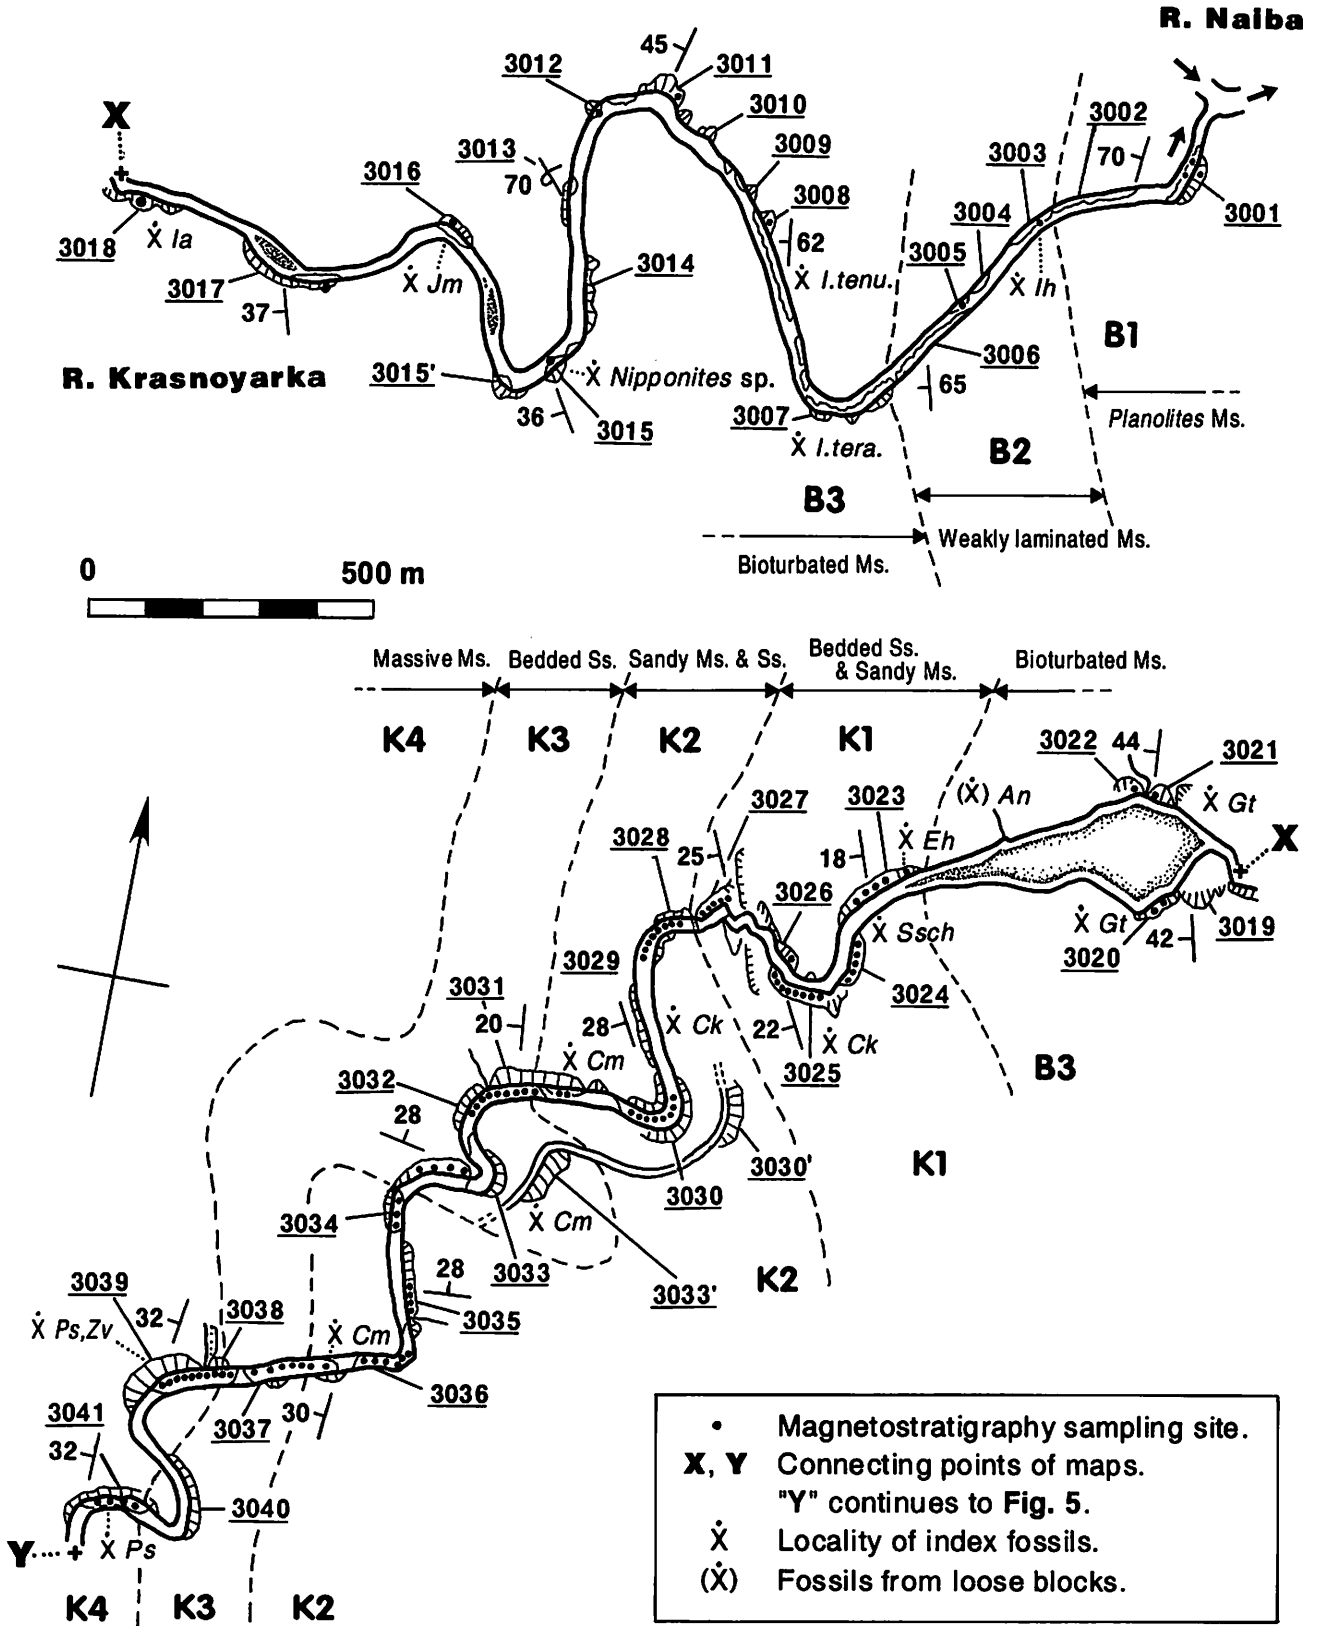 R. Naiba
45
3012
3011
X
3010
3002
3013
3009
3003
70
3016
70
3008
3004
3001
3018
Ẋ Ia
62
3005
3014
3017
Ẋ Jm
Ẋ I.tenu.
Ẋ Ih
37
B1
3006
R. Krasnoyarka
3015'
Ẋ Nipponites sp.
65
36
3015
3007
Planolites Ms.
Ẋ I.tera.
B2
B3
Weakly laminated Ms.
Bioturbated Ms.
0 500 m
Massive Ms. Bedded Ss. Sandy Ms. & Ss. Bedded Ss. & Sandy Ms. Bioturbated Ms.
K4 K3 K2 K1
3022 44 3021
3027 3023 (Ẋ) An
Ẋ Gt
3028 25 18 Ẋ Eh
X
3026
Ẋ Ssch Ẋ Gt
3019
42
3029 3020
3031 3024
20 28 Ẋ Ck 22 Ẋ Ck
Ẋ Cm 3025 B3
3032
28
3030' K1
3030
3034 Ẋ Cm
3033 28 K2
3039 3033'
32 3038
Ẋ Ps,Zv Ẋ Cm 3035
3036
3041 3037 30
32
3040
Y Ẋ Ps
K4 K3 K2
• Magnetostratigraphy sampling site.
X, Y Connecting points of maps.
"Y" continues to Fig. 5.
Ẋ Locality of index fossils.
(Ẋ) Fossils from loose blocks.